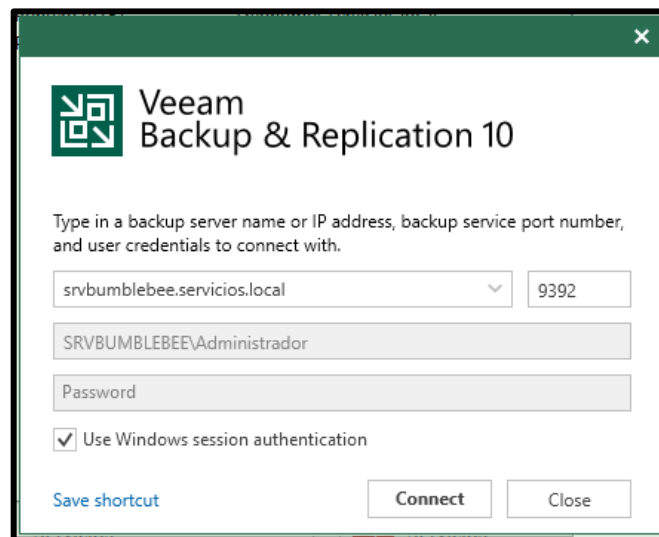 Veeam
Backup & Replication 10
Type in a backup server name or IP address, backup service port number,
and user credentials to connect with.
srvbumblebee.servicios.local 9392
SRVBUMBLEBEE\Administrador
Password
Use Windows session authentication
Save shortcut Connect Close